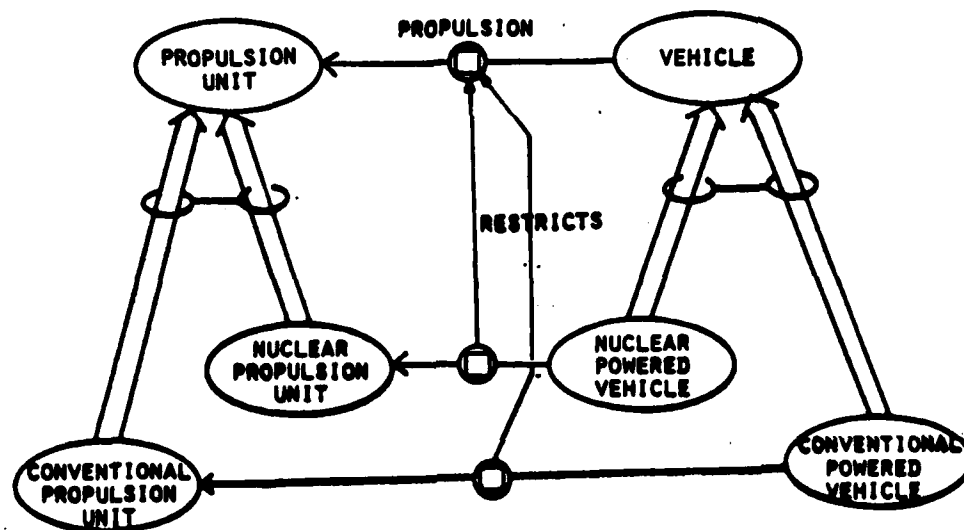 PROPULSION
PROPULSION
UNIT
VEHICLE
RESTRICTS
NUCLEAR
PROPULSION
UNIT
NUCLEAR
POWERED
VEHICLE
CONVENTIONAL
PROPULSION
UNIT
CONVENTIONAL
POWERED
VEHICLE